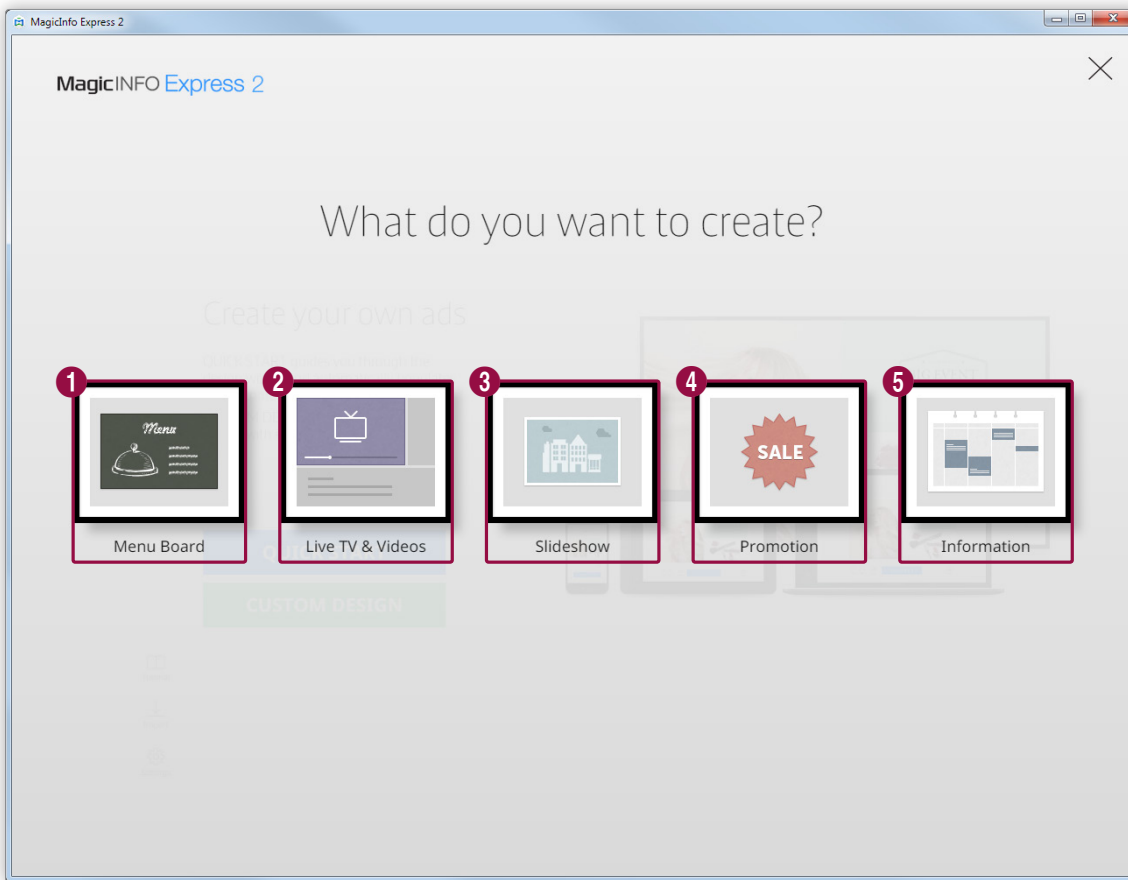 MagicInfo Express 2
MagicINFO Express 2
What do you want to create?
Create your own ads
1
2
3
4
5
Menu
SALE
Menu Board
Live TV & Videos
Slideshow
Promotion
Information
CUSTOM DESIGN